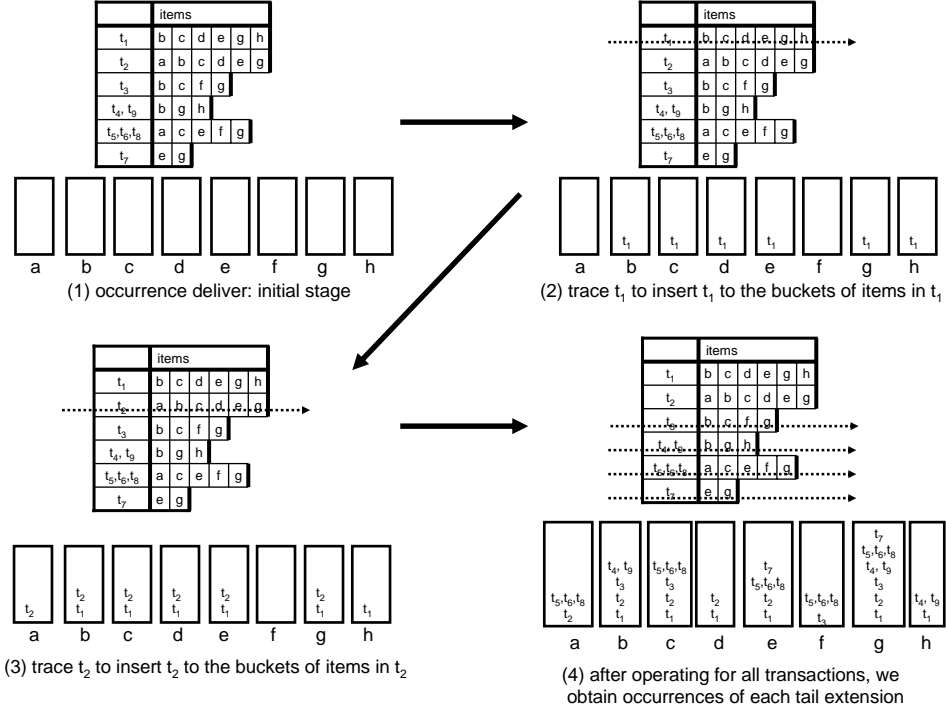 items
t1 b c d e g h
t2 a b c d e g
t3 b c f g
t4, t9 b g h
t5,t6,t8 a c e f g
t7 e g
a b c d e f g h
(1) occurrence deliver: initial stage
items
t1 b c d e g h
t2 a b c d e g
t3 b c f g
t4, t9 b g h
t5,t6,t8 a c e f g
t7 e g
t1 t1 t1 t1 t1 t1
a b c d e f g h
(2) trace t1 to insert t1 to the buckets of items in t1
items
t1 b c d e g h
t2 a b c d e g
t3 b c f g
t4, t9 b g h
t5,t6,t8 a c e f g
t7 e g
t2 t2 t2 t2 t2
t2 t1 t1 t1 t1 t1 t1
a b c d e f g h
(3) trace t2 to insert t2 to the buckets of items in t2
items
t1 b c d e g h
t2 a b c d e g
t3 b c f g
t4, t9 b g h
t5,t6,t8 a c e f g
t7 e g
t7
t5,t6,t8
t4, t9 t5,t6,t8 t7 t4, t9
t3 t3 t5,t6,t8 t3
t5,t6,t8 t2 t2 t2 t2 t5,t6,t8 t2 t4, t9
t2 t1 t1 t1 t1 t3 t1 t1
a b c d e f g h
(4) after operating for all transactions, we
obtain occurrences of each tail extension